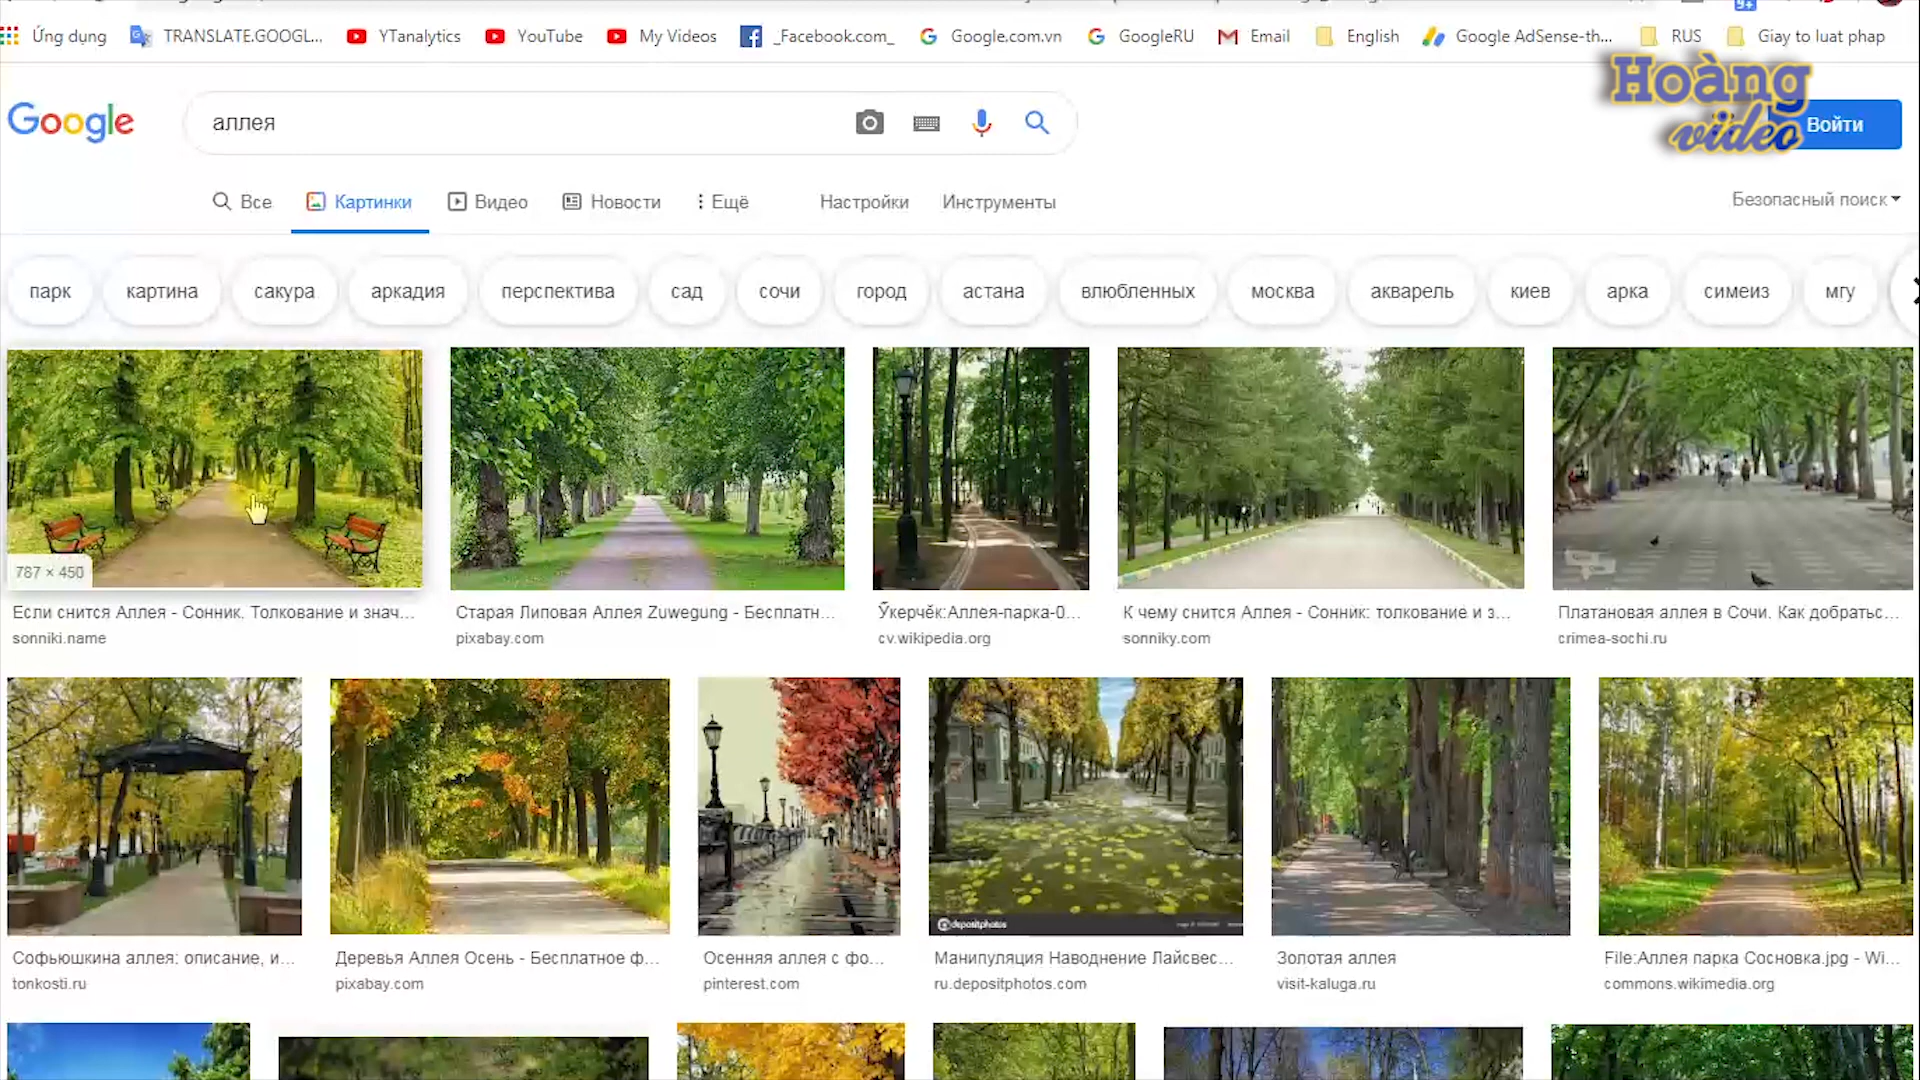 Ứng dụng TRANSLATE.GOOGL... YTanalytics YouTube My Videos _Facebook.com_ Google.com.vn GoogleRU Email English Google AdSense-th... RUS Giay to luat phap
Hoàng
viideo
Google аллея Войти
Все Картинки Видео Новости Ещё Настройки Инструменты Безопасный поиск
парк картина сакура аркадия перспектива сад сочи город астана влюбленных москва акварель киев арка симеиз мгу
787 × 450
Если снится Аллея - Сонник. Толкование и знач... Старая Липовая Аллея Zuwegung - Бесплатн... Ӳкерчӗк:Аллея-парка-0... К чему снится Аллея - Сонник: толкование и з... Платановая аллея в Сочи. Как добратьс...
sonniki.name pixabay.com cv.wikipedia.org sonniky.com crimea-sochi.ru
depositphotos
Софьюшкина аллея: описание, и... Деревья Аллея Осень - Бесплатное ф... Осенняя аллея с фо... Манипуляция Наводнение Лайсвес... Золотая аллея File:Аллея парка Сосновка.jpg - Wi...
tonkosti.ru pixabay.com pinterest.com ru.depositphotos.com visit-kaluga.ru commons.wikimedia.org